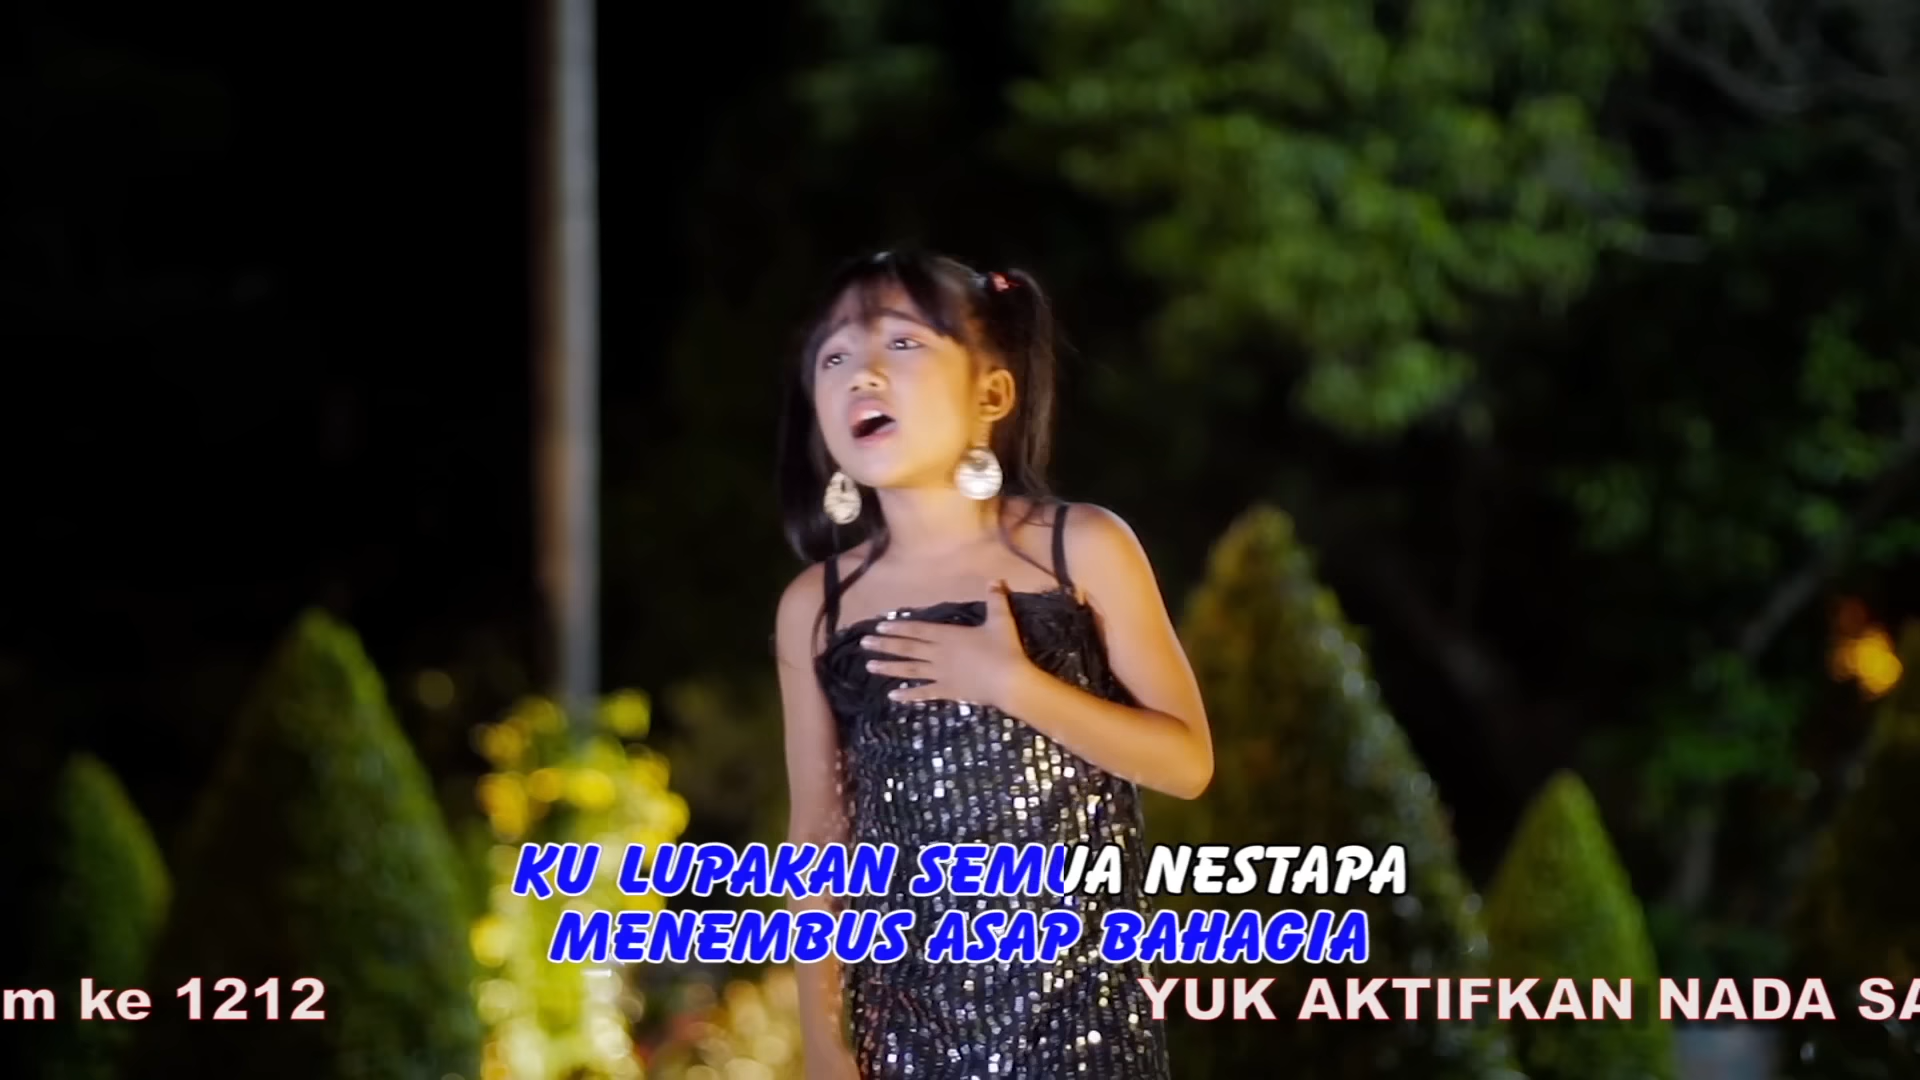 KU LUPAKAN SEMUA NESTAPA
MENEMBUS ASAP BAHAGIA
m ke 1212
YUK AKTIFKAN NADA SA